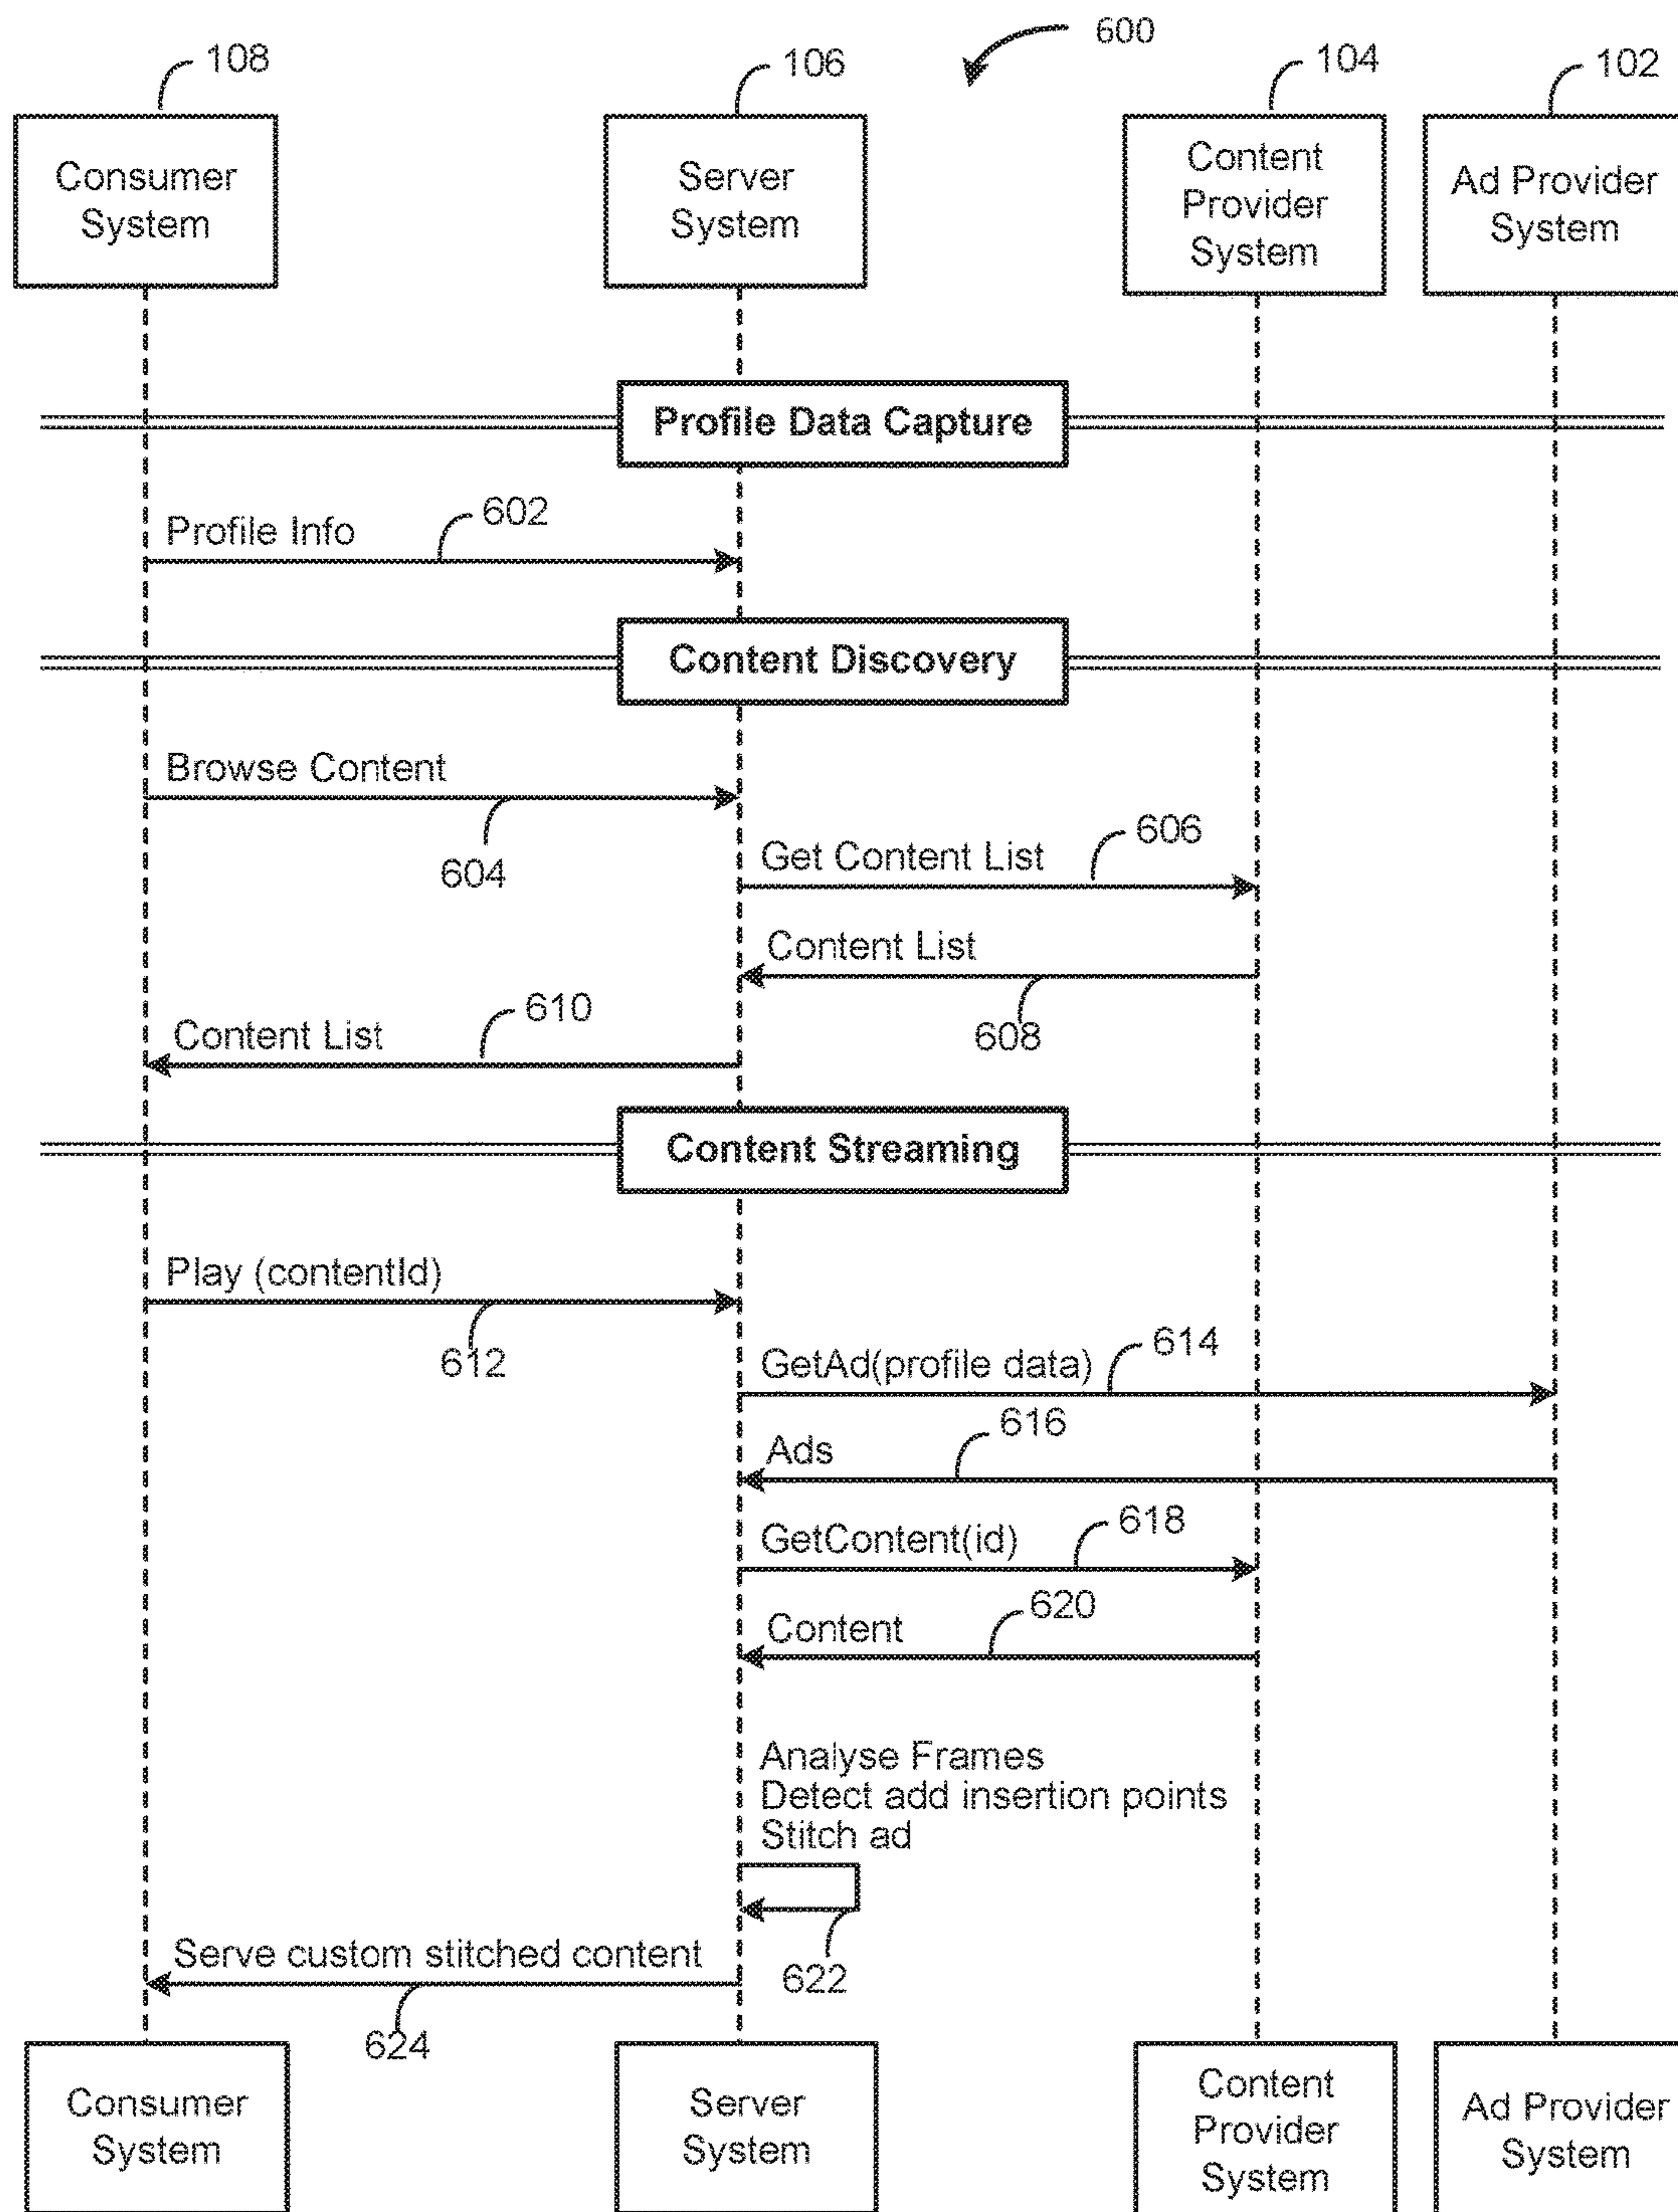 600
108
106
104
102
Consumer
System
Server
System
Content
Provider
System
Ad Provider
System
Profile Data Capture
Profile Info
602
Content Discovery
Browse Content
604
Get Content List
606
Content List
608
Content List
610
Content Streaming
Play (contentId)
612
GetAd(profile data)
614
Ads
616
GetContent(id)
618
Content
620
Analyse Frames
Detect add insertion points
Stitch ad
622
Serve custom stitched content
624
Consumer
System
Server
System
Content
Provider
System
Ad Provider
System